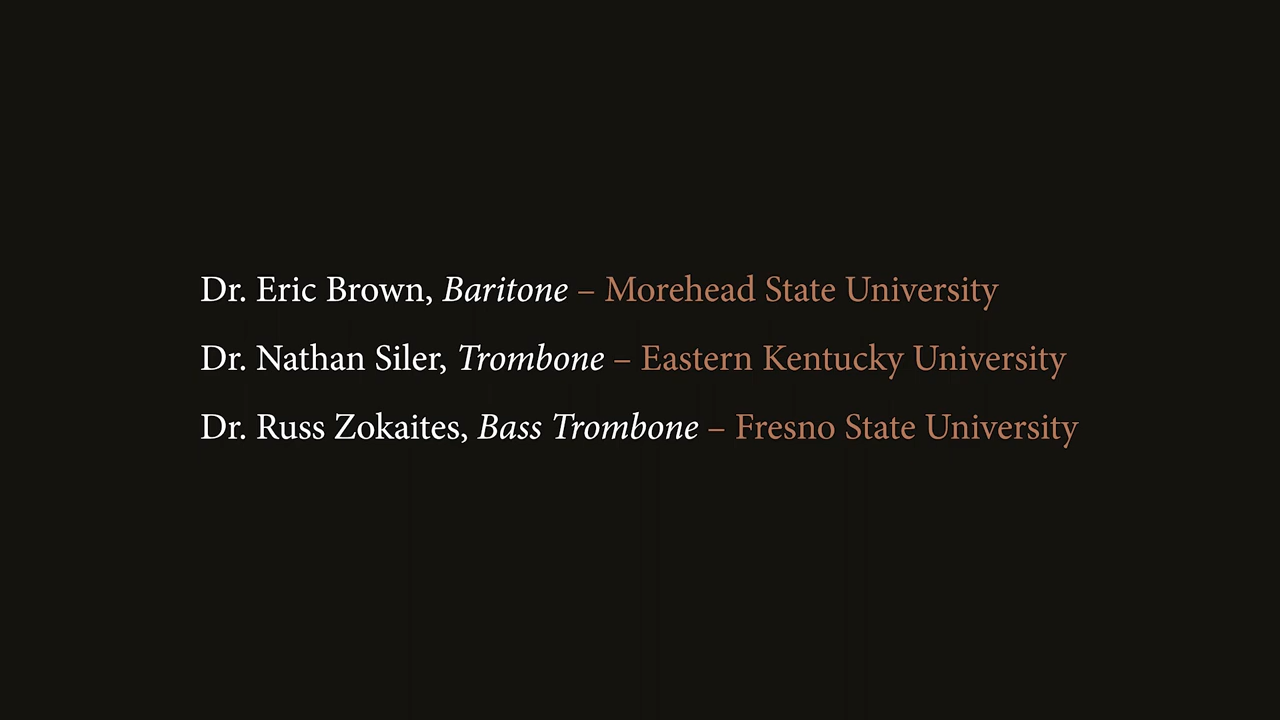 Dr. Eric Brown, Baritone – Morehead State University
Dr. Nathan Siler, Trombone – Eastern Kentucky University
Dr. Russ Zokaites, Bass Trombone – Fresno State University